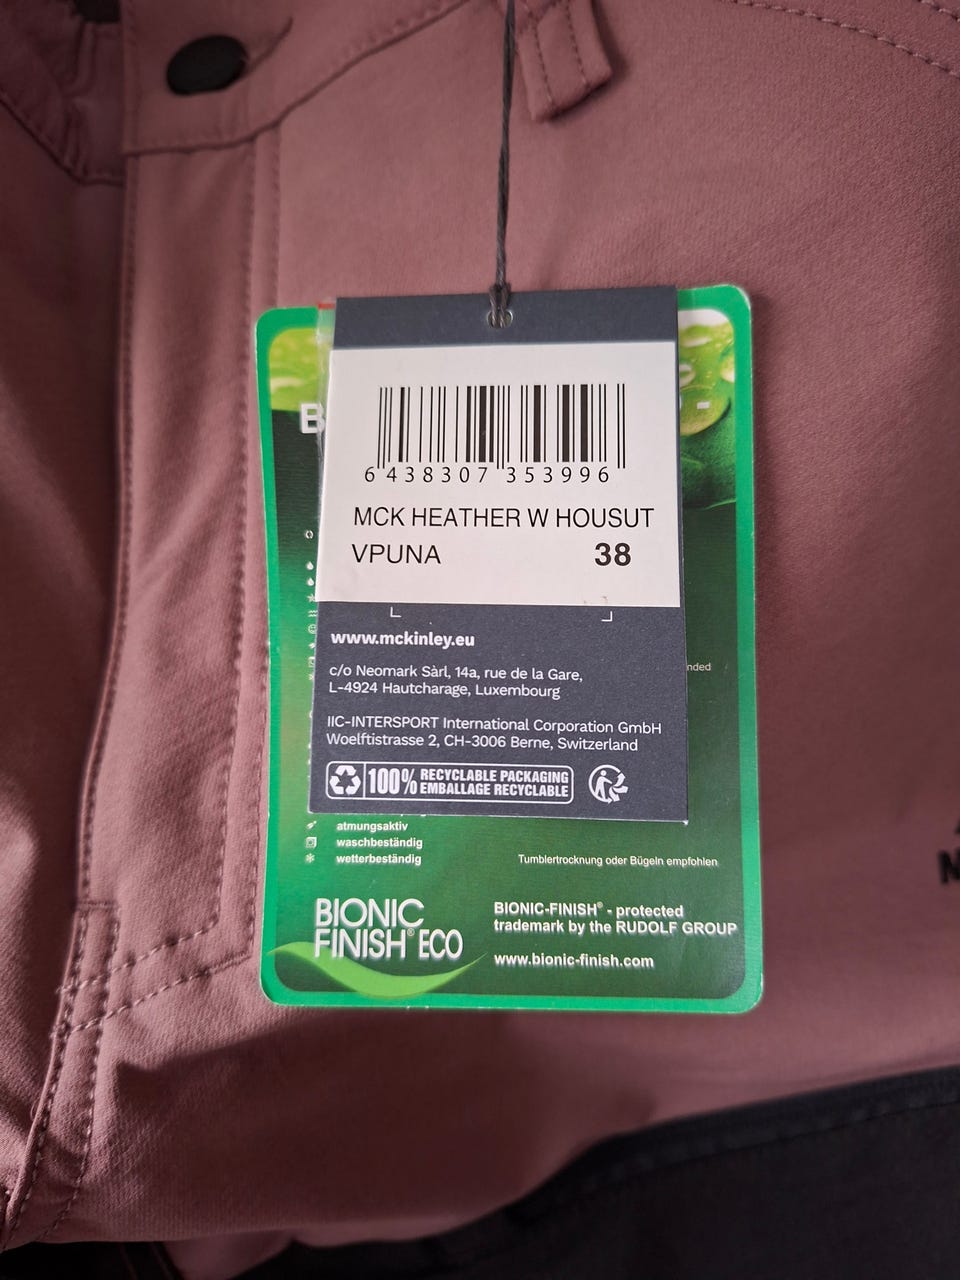 6 438307 353996
MCK HEATHER W HOUSUT
VPUNA 38
www.mckinley.eu
c/o Neomark Sàrl, 14a, rue de la Gare,
L-4924 Hautcharage, Luxembourg
IIC-INTERSPORT International Corporation GmbH
Woelftistrasse 2, CH-3006 Berne, Switzerland
100% RECYCLABLE PACKAGING
EMBALLAGE RECYCLABLE
atmungsaktiv
waschbeständig
wetterbeständig
Tumblertrocknung oder Bügeln empfohlen
BIONIC
FINISH® ECO
BIONIC-FINISH® - protected
trademark by the RUDOLF GROUP
www.bionic-finish.com